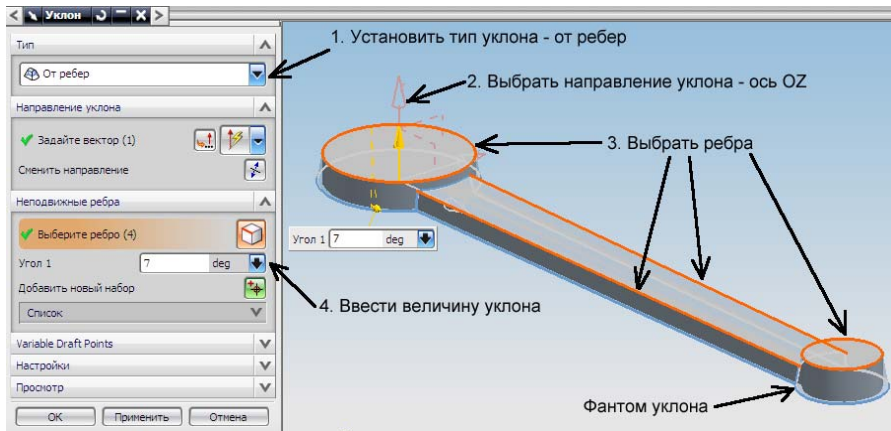 Уклон
Тип
От ребер
Направление уклона
Задайте вектор (1)
Сменить направление
Неподвижные ребра
Выберите ребро (4)
Угол 1 7 deg
Добавить новый набор
Список
Variable Draft Points
Настройки
Просмотр
ОК Применить Отмена
1. Установить тип уклона - от ребер
2. Выбрать направление уклона - ось OZ
3. Выбрать ребра
Угол 1 7 deg
4. Ввести величину уклона
Фантом уклона